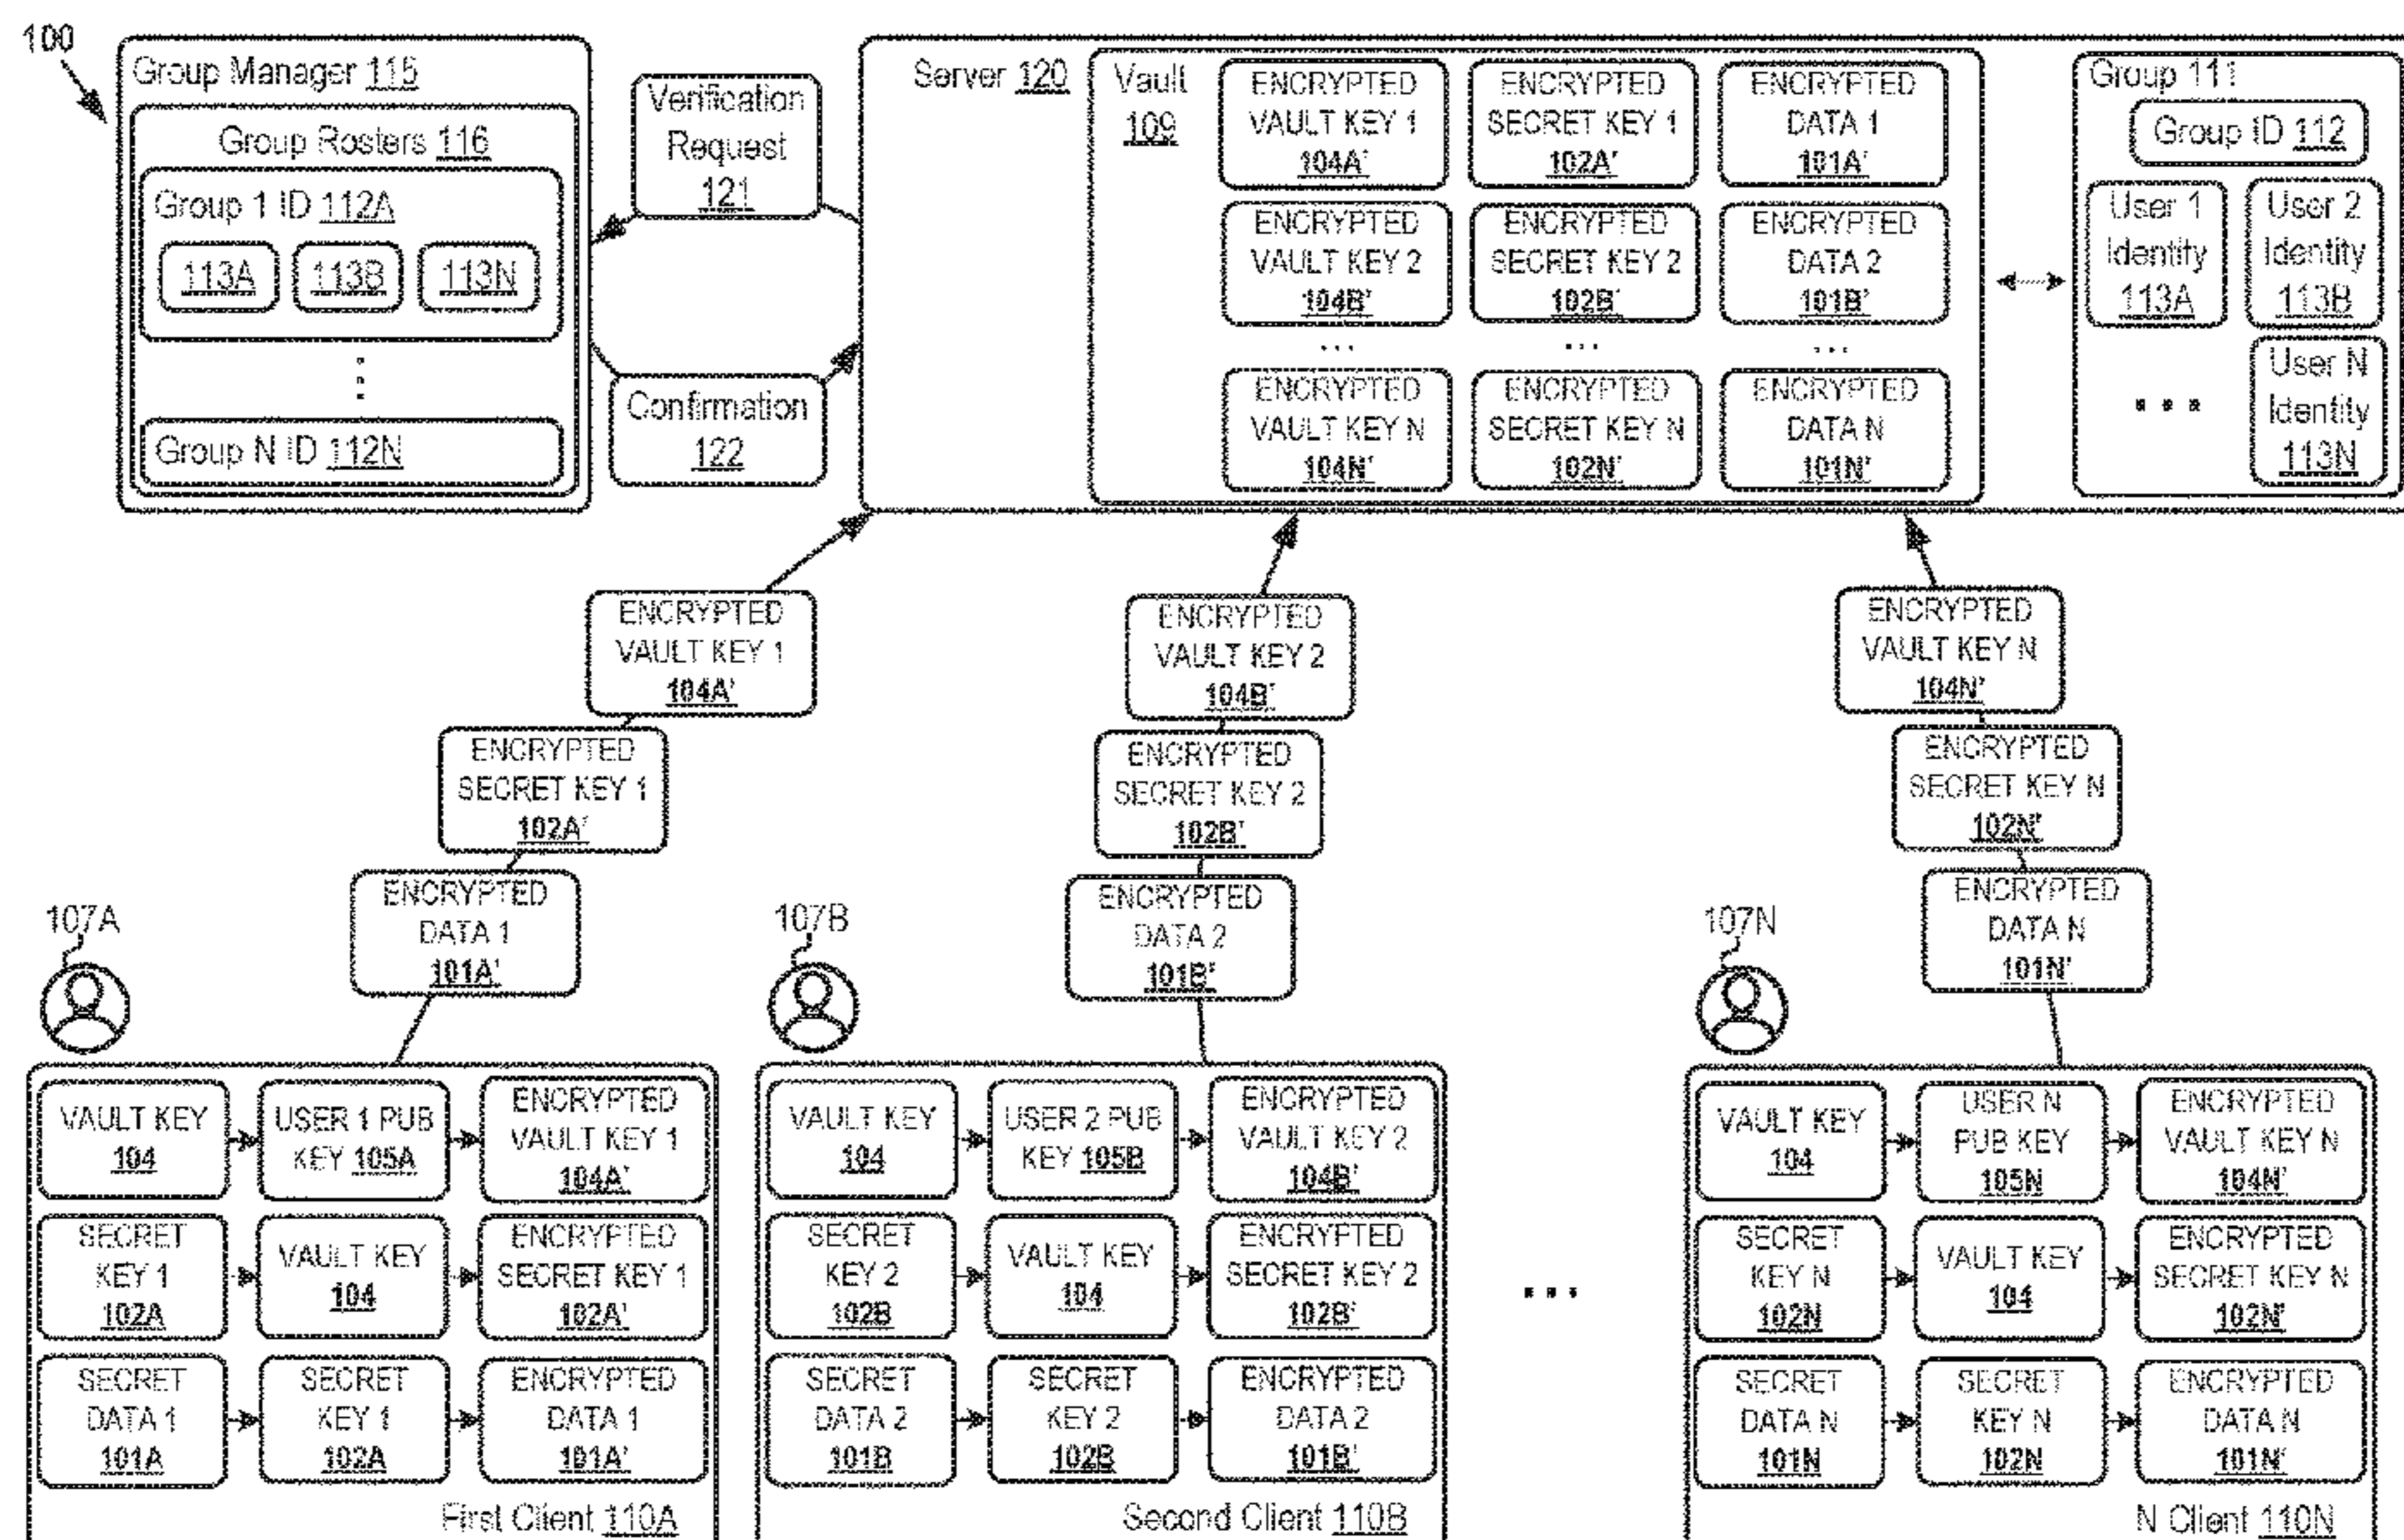 100
Group Manager 115
Group Rosters 116
Group 1 ID 112A
113A
113B
113N
Group N ID 112N
Verification
Request
121
Confirmation
122
Server 120
Vault
109
ENCRYPTED
VAULT KEY 1
104A'
ENCRYPTED
SECRET KEY 1
102A'
ENCRYPTED
DATA 1
101A'
ENCRYPTED
VAULT KEY 2
104B'
ENCRYPTED
SECRET KEY 2
102B'
ENCRYPTED
DATA 2
101B'
...
...
...
ENCRYPTED
VAULT KEY N
104N'
ENCRYPTED
SECRET KEY N
102N'
ENCRYPTED
DATA N
101N'
Group 111
Group ID 112
User 1
Identity
113A
User 2
Identity
113B
...
User N
Identity
113N
ENCRYPTED
VAULT KEY 1
104A'
ENCRYPTED
SECRET KEY 1
102A'
ENCRYPTED
DATA 1
101A'
ENCRYPTED
VAULT KEY 2
104B'
ENCRYPTED
SECRET KEY 2
102B'
ENCRYPTED
DATA 2
101B'
ENCRYPTED
VAULT KEY N
104N'
ENCRYPTED
SECRET KEY N
102N'
ENCRYPTED
DATA N
101N'
107A
VAULT KEY
104
USER 1 PUB
KEY 105A
ENCRYPTED
VAULT KEY 1
104A'
SECRET
KEY 1
102A
VAULT KEY
104
ENCRYPTED
SECRET KEY 1
102A'
SECRET
DATA 1
101A
SECRET
KEY 1
102A
ENCRYPTED
DATA 1
101A'
First Client 110A
107B
VAULT KEY
104
USER 2 PUB
KEY 105B
ENCRYPTED
VAULT KEY 2
104B'
SECRET
KEY 2
102B
VAULT KEY
104
ENCRYPTED
SECRET KEY 2
102B'
SECRET
DATA 2
101B
SECRET
KEY 2
102B
ENCRYPTED
DATA 2
101B'
Second Client 110B
...
107N
VAULT KEY
104
USER N
PUB KEY
105N
ENCRYPTED
VAULT KEY N
104N'
SECRET
KEY N
102N
VAULT KEY
104
ENCRYPTED
SECRET KEY N
102N'
SECRET
DATA N
101N
SECRET
KEY N
102N
ENCRYPTED
DATA N
101N'
N Client 110N